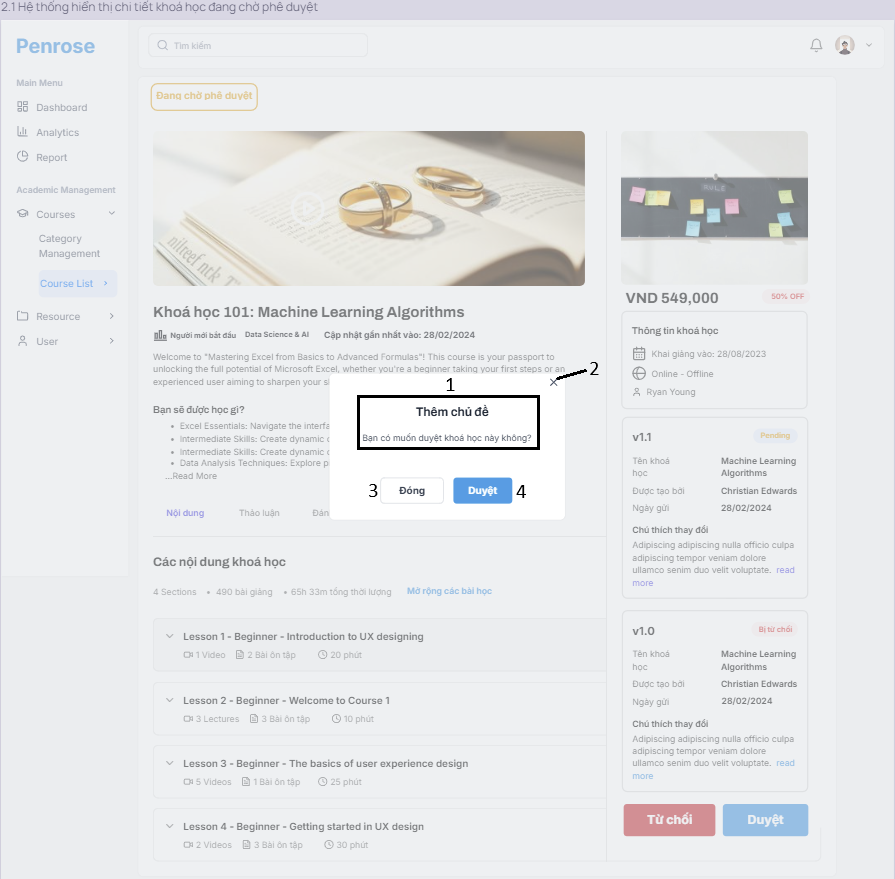 2.1 Hệ thống hiển thị chi tiết khoá học đang chờ phê duyệt
Penrose
Tìm kiếm
Main Menu
Dashboard
Analytics
Report
Academic Management
Courses
Category
Management
Course List
Resource
User
Đang chờ phê duyệt
Khoá học 101: Machine Learning Algorithms
Người mới bắt đầu Data Science & AI Cập nhật gần nhất vào: 28/02/2024
Welcome to "Mastering Excel from Basics to Advanced Formulas"! This course is your passport to
unlocking the full potential of Microsoft Excel, whether you're a beginner taking your first steps or an
experienced user aiming to sharpen your
Bạn sẽ được học gì?
• Excel Essentials: Navigate the
• Intermediate Skills: Create dynamic
• Intermediate Skills: Create dynamic
• Data Analysis Techniques: Explore
...Read More
Nội dung Thảo luận
1
2
Thêm chủ đề
Bạn có muốn duyệt khoá học này không?
3 Đóng Duyệt 4
Các nội dung khoá học
4 Sections • 490 bài giảng • 65h 33m tổng thời lượng Mở rộng các bài học
Lesson 1 - Beginner - Introduction to UX designing
1 Video 2 Bài ôn tập 20 phút
Lesson 2 - Beginner - Welcome to Course 1
3 Lectures 3 Bài ôn tập 10 phút
Lesson 3 - Beginner - The basics of user experience design
5 Videos 1 Bài ôn tập 25 phút
Lesson 4 - Beginner - Getting started in UX design
2 Videos 3 Bài ôn tập 30 phút
RULE
VND 549,000 50% OFF
Thông tin khoá học
Khai giảng vào: 28/08/2023
Online - Offline
Ryan Young
v1.1 Pending
Tên khoá học Machine Learning Algorithms
Được tạo bởi Christian Edwards
Ngày gửi 28/02/2024
Chú thích thay đổi
Adipiscing adipiscing nulla officio culpa
adipiscing tempor veniam dolore
ullamco senim duo velit voluptate. read
more
v1.0 Bị từ chối
Tên khoá học Machine Learning Algorithms
Được tạo bởi Christian Edwards
Ngày gửi 28/02/2024
Chú thích thay đổi
Adipiscing adipiscing nulla officio culpa
adipiscing tempor veniam dolore
ullamco senim duo velit voluptate. read
more
Từ chối Duyệt